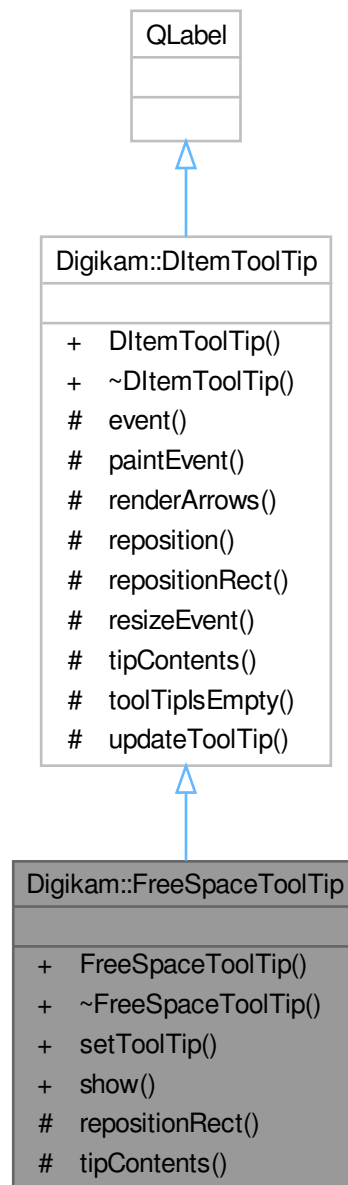 QLabel
Digikam::DItemToolTip
+ DItemToolTip()
+ ~DItemToolTip()
# event()
# paintEvent()
# renderArrows()
# reposition()
# repositionRect()
# resizeEvent()
# tipContents()
# toolTipIsEmpty()
# updateToolTip()
Digikam::FreeSpaceToolTip
+ FreeSpaceToolTip()
+ ~FreeSpaceToolTip()
+ setToolTip()
+ show()
# repositionRect()
# tipContents()